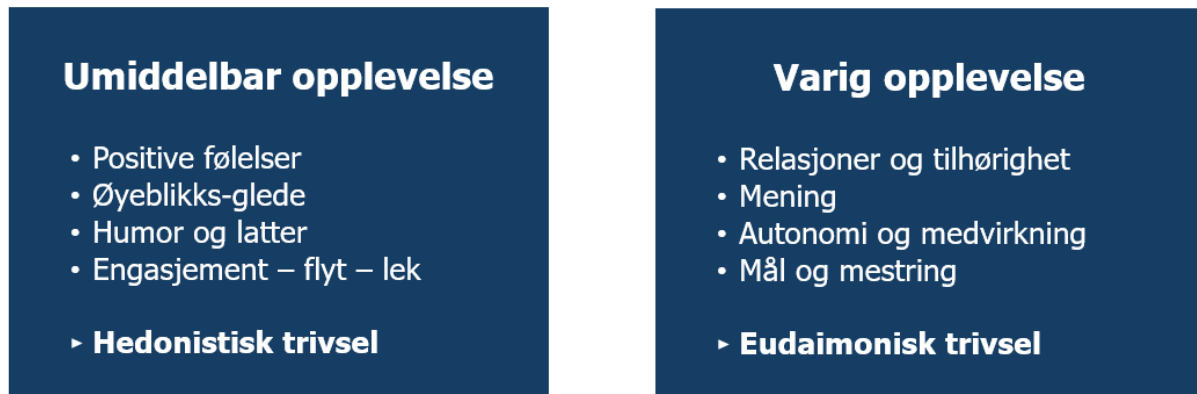 Umiddelbar opplevelse
• Positive følelser
• Øyeblikks-glede
• Humor og latter
• Engasjement – flyt – lek
▸ Hedonistisk trivsel
Varig opplevelse
• Relasjoner og tilhørighet
• Mening
• Autonomi og medvirkning
• Mål og mestring
▸ Eudaimonisk trivsel